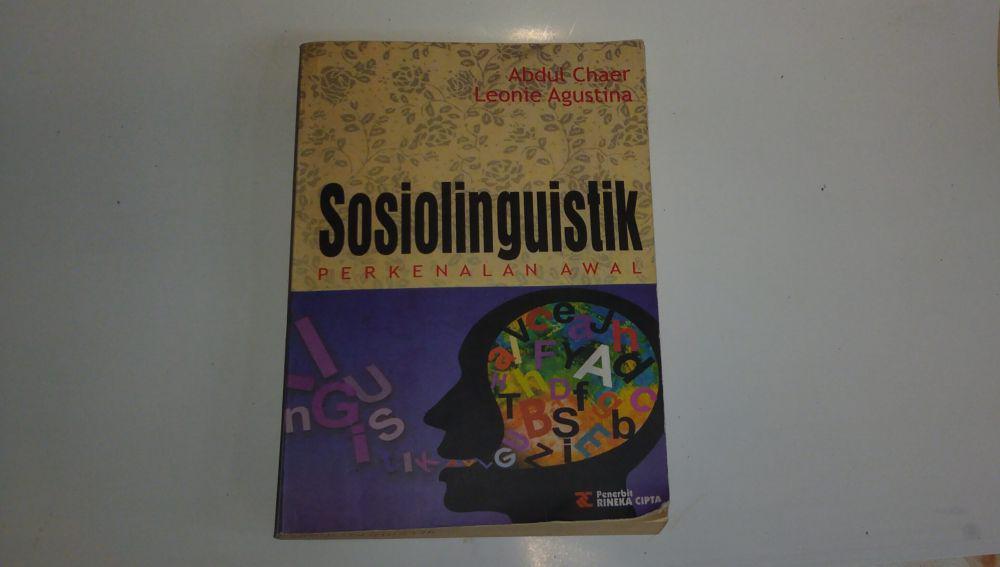 Abdul Chaer
Leonie Agustina
Sosiolinguistik
PERKENALAN AWAL
Penerbit
RINEKA CIPTA